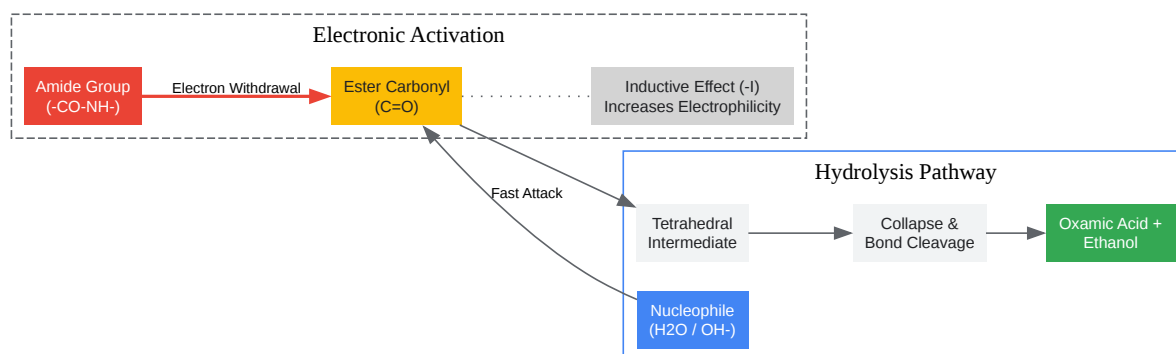 Electronic Activation
Amide Group
(-CO-NH-)
Electron Withdrawal
Ester Carbonyl
(C=O)
Inductive Effect (-I)
Increases Electrophilicity
Fast Attack
Hydrolysis Pathway
Tetrahedral
Intermediate
Collapse &
Bond Cleavage
Oxamic Acid +
Ethanol
Nucleophile
(H2O / OH-)